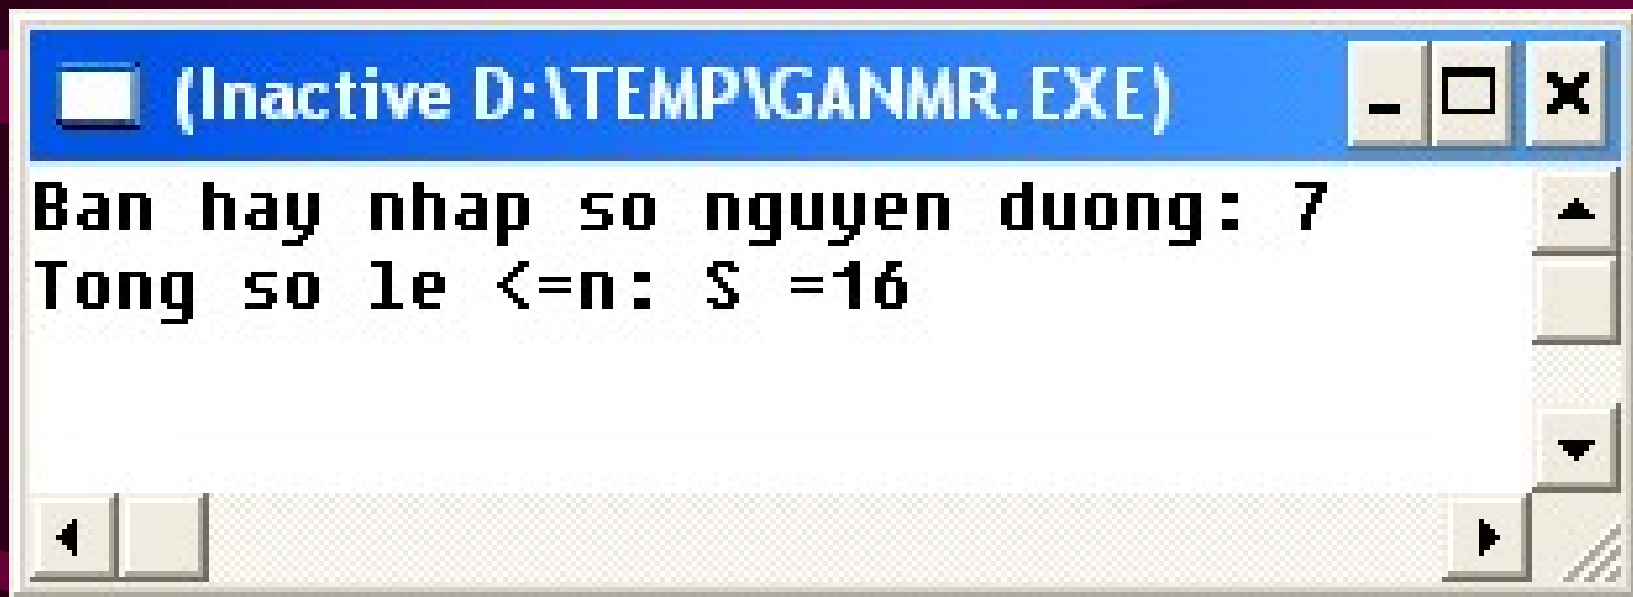 (Inactive D:\TEMP\GANMR.EXE)
Ban hay nhap so nguyen duong: 7
Tong so le <=n: S =16